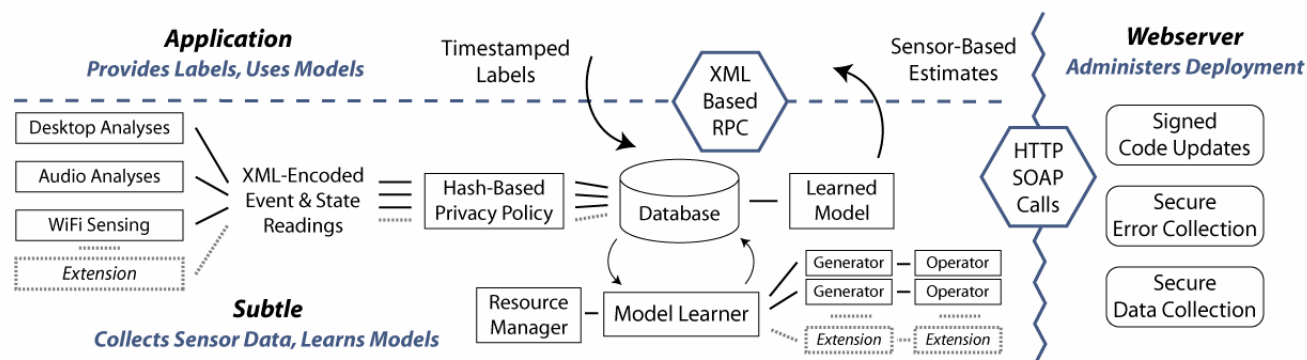 Application
Provides Labels, Uses Models
Timestamped
Labels
XML
Based
RPC
Sensor-Based
Estimates
Webserver
Administers Deployment
Desktop Analyses
Audio Analyses
WiFi Sensing
Extension
XML-Encoded
Event & State
Readings
Hash-Based
Privacy Policy
Database
Learned
Model
HTTP
SOAP
Calls
Signed
Code Updates
Secure
Error Collection
Secure
Data Collection
Subtle
Collects Sensor Data, Learns Models
Resource
Manager
Model Learner
Generator
Operator
Generator
Operator
Extension
Extension